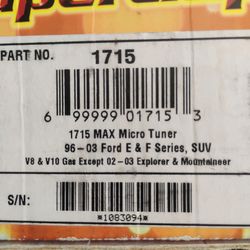 PART NO. 1715
6 99999 01715 3
1715 MAX Micro Tuner
96-03 Ford E & F Series, SUV
V8 & V10 Gas Except 02-03 Explorer & Mountaineer
S/N:
*1083094*